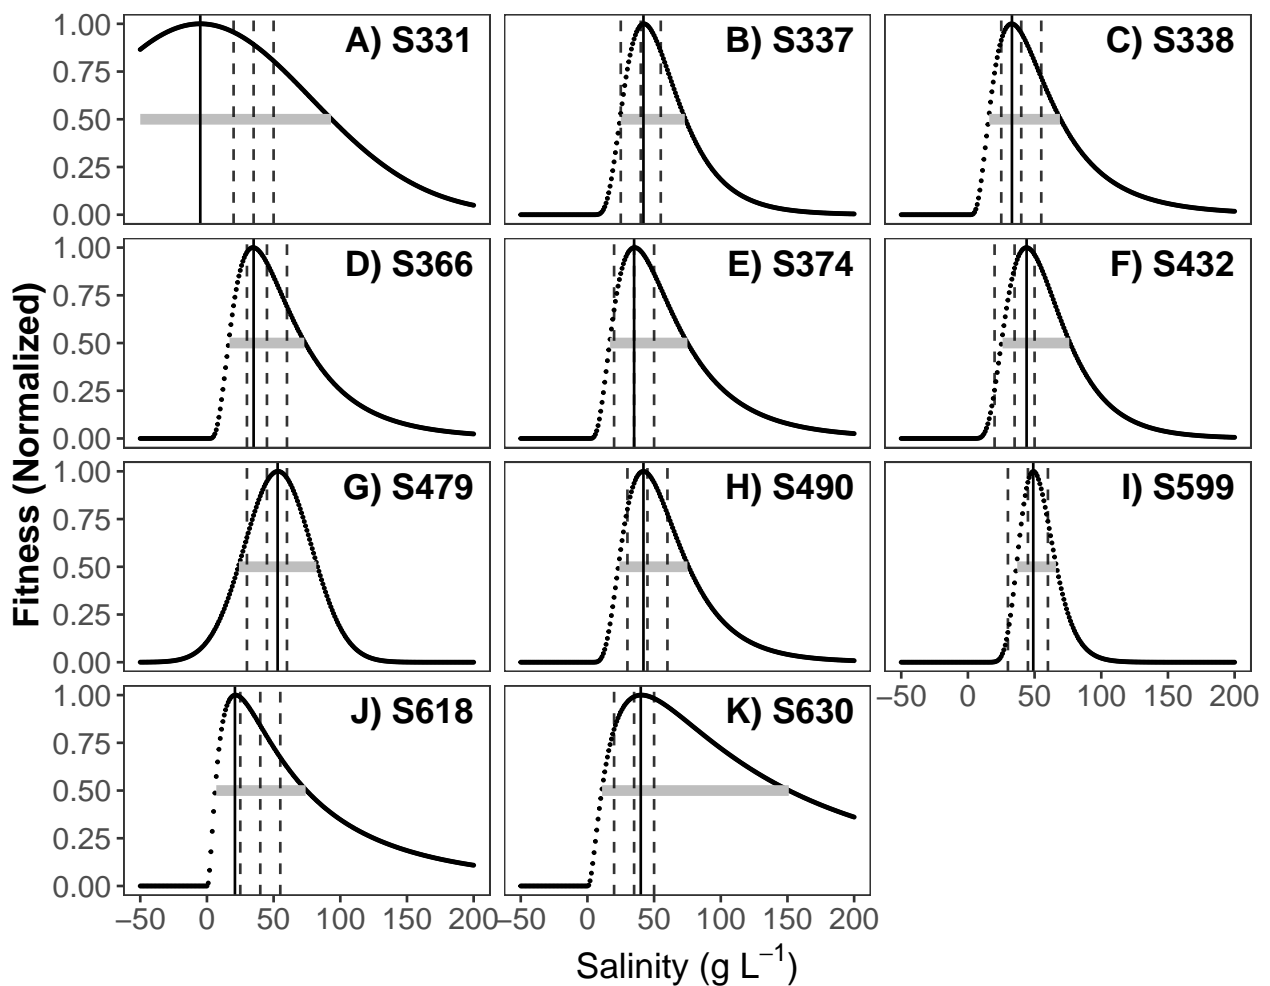 A) S331
B) S337
C) S338
1.00
0.75
0.50
0.25
0.00
D) S366
E) S374
F) S432
1.00
0.75
0.50
0.25
0.00
G) S479
H) S490
I) S599
1.00
0.75
0.50
0.25
0.00
−50 0 50 100 150 200
J) S618
K) S630
1.00
0.75
0.50
0.25
0.00
−50 0 50 100 150 200
−50 0 50 100 150 200
Fitness (Normalized)
Salinity (g L⁻¹)